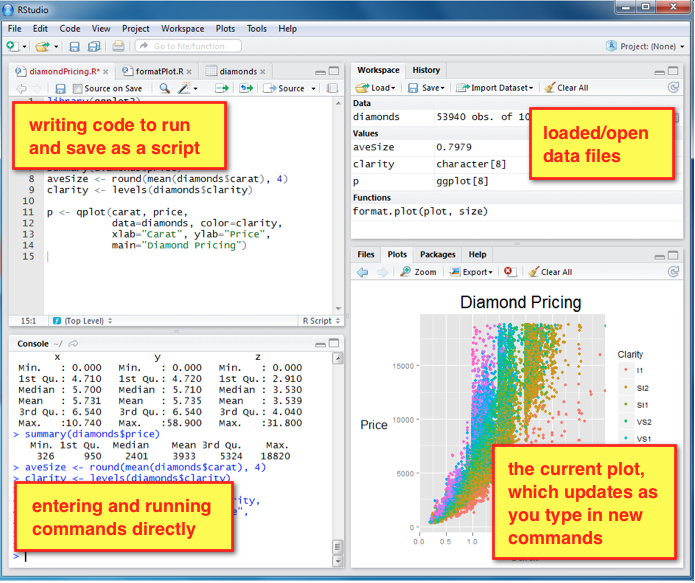 RStudio
File Edit Code View Project Workspace Plots Tools Help
Go to file/function
Project: (None)
diamondPricing.R* formatPlot.R diamonds
Source on Save Source
library(ggplot2)
writing code to run
and save as a script
8 aveSize <- round(mean(diamonds$carat), 4)
9 clarity <- levels(diamonds$clarity)
10
11 p <- qplot(carat, price,
12 data=diamonds, color=clarity,
13 xlab="Carat", ylab="Price",
14 main="Diamond Pricing")
15
15:1 (Top Level) R Script
Console ~/
x y z
Min. : 0.000 Min. : 0.000 Min. : 0.000
1st Qu.: 4.710 1st Qu.: 4.720 1st Qu.: 2.910
Median : 5.700 Median : 5.710 Median : 3.530
Mean : 5.731 Mean : 5.735 Mean : 3.539
3rd Qu.: 6.540 3rd Qu.: 6.540 3rd Qu.: 4.040
Max. :10.740 Max. :58.900 Max. :31.800
> summary(diamonds$price)
Min. 1st Qu. Median Mean 3rd Qu. Max.
326 950 2401 3933 5324 18820
> aveSize <- round(mean(diamonds$carat), 4)
> clarity <- levels(diamonds$clarity)
entering and running
commands directly
>
Workspace History
Load Save Import Dataset Clear All
Data
diamonds 53940 obs. of 10
Values
aveSize 0.7979
clarity character[8]
p ggplot[8]
Functions
format.plot(plot, size)
loaded/open
data files
Files Plots Packages Help
Zoom Export Clear All
Diamond Pricing
Price
15000
10000
5000
0
0.0 0.5 1.0
Clarity
I1
SI2
SI1
VS2
VS1
the current plot,
which updates as
you type in new
commands